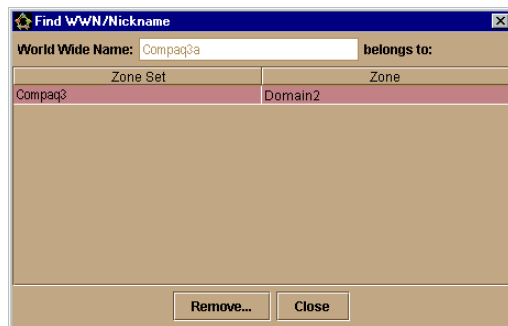 Find WWN/Nickname
World Wide Name: Compaq3a belongs to:
Zone Set Zone
Compaq3 Domain2
Remove... Close